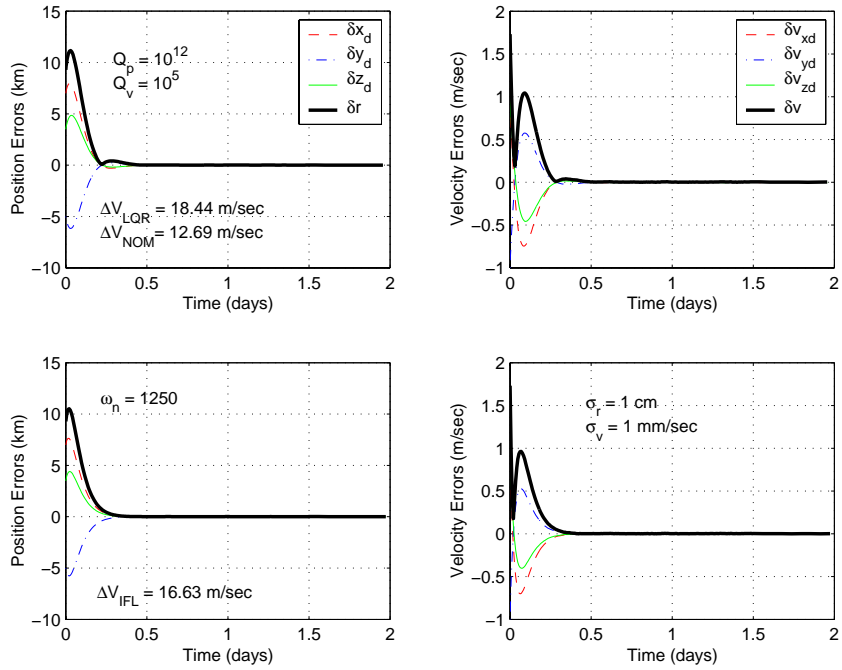 15
10
5
0
−5
−10
0
0.5
1
1.5
2
Time (days)
Position Errors (km)
Q_p = 10^12
Q_v = 10^5
ΔV_LQR = 18.44 m/sec
ΔV_NOM = 12.69 m/sec
δx_d
δy_d
δz_d
δr
2
1.5
1
0.5
0
−0.5
−1
0
0.5
1
1.5
2
Time (days)
Velocity Errors (m/sec)
δv_xd
δv_yd
δv_zd
δv
15
10
5
0
−5
−10
0
0.5
1
1.5
2
Time (days)
Position Errors (km)
ω_n = 1250
ΔV_IFL = 16.63 m/sec
2
1.5
1
0.5
0
−0.5
−1
0
0.5
1
1.5
2
Time (days)
Velocity Errors (m/sec)
σ_r = 1 cm
σ_v = 1 mm/sec